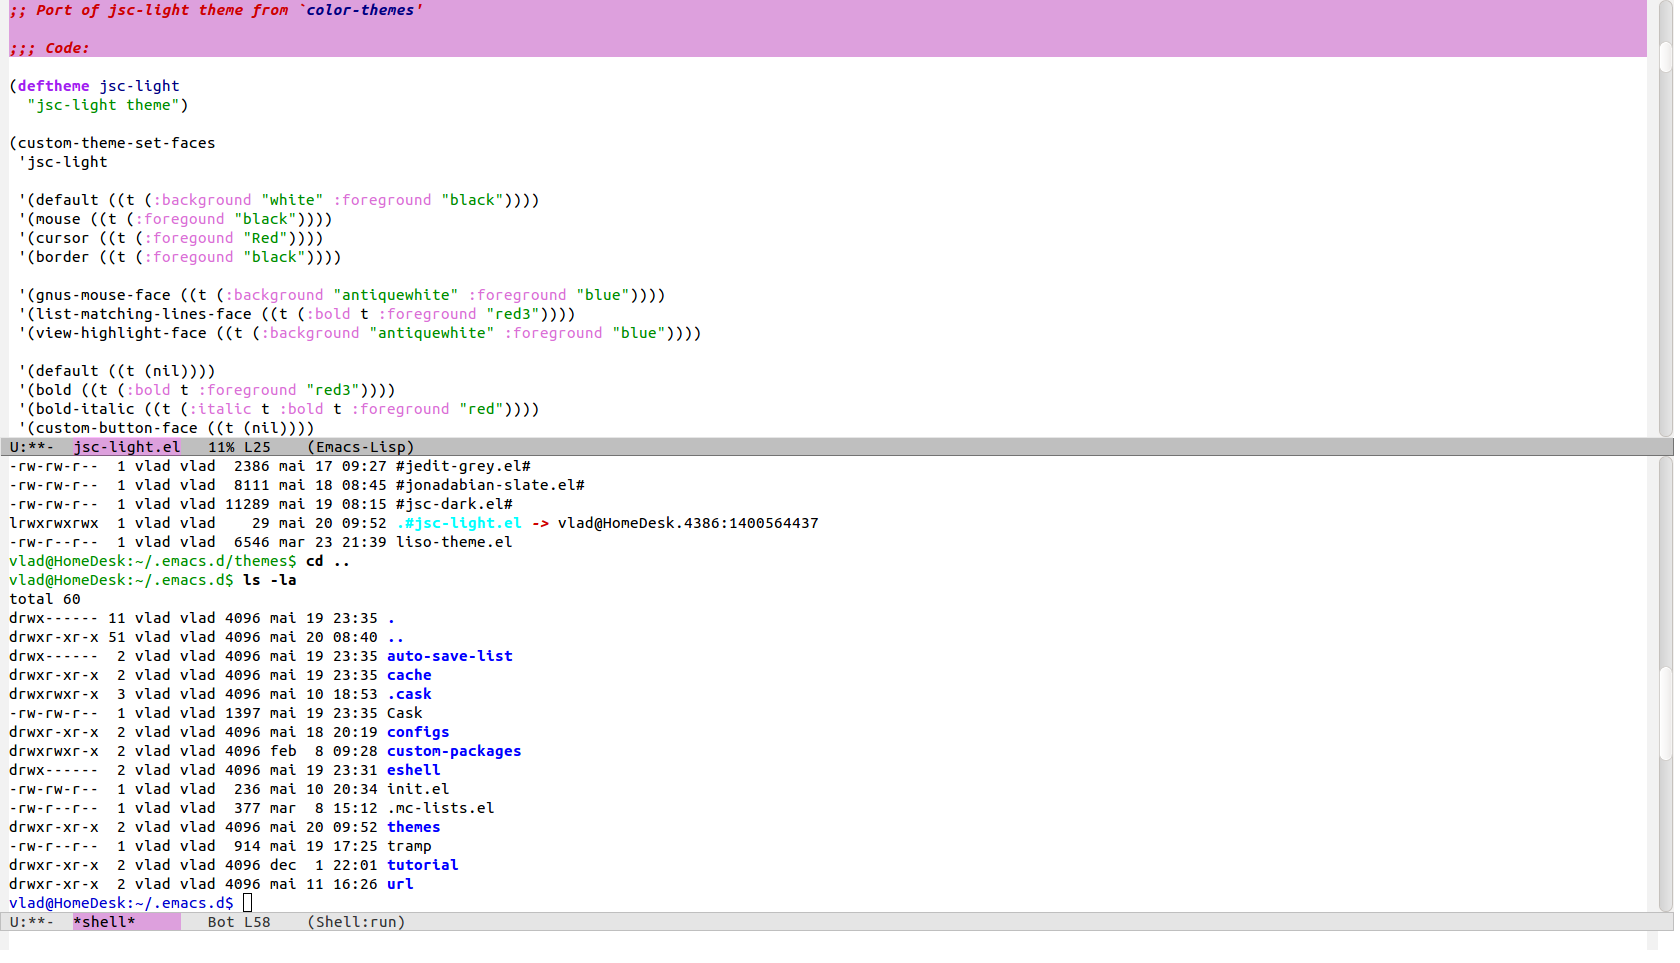 ;; Port of jsc-light theme from `color-themes'
;;; Code:
(deftheme jsc-light
  "jsc-light theme")
(custom-theme-set-faces
 'jsc-light
 '(default ((t (:background "white" :foreground "black"))))
 '(mouse ((t (:foregound "black"))))
 '(cursor ((t (:foregound "Red"))))
 '(border ((t (:foregound "black"))))
 '(gnus-mouse-face ((t (:background "antiquewhite" :foreground "blue"))))
 '(list-matching-lines-face ((t (:bold t :foreground "red3"))))
 '(view-highlight-face ((t (:background "antiquewhite" :foreground "blue"))))
 '(default ((t (nil))))
 '(bold ((t (:bold t :foreground "red3"))))
 '(bold-italic ((t (:italic t :bold t :foreground "red"))))
 '(custom-button-face ((t (nil))))
U:**-  jsc-light.el   11% L25    (Emacs-Lisp)
-rw-rw-r--  1 vlad vlad  2386 mai 17 09:27 #jedit-grey.el#
-rw-rw-r--  1 vlad vlad  8111 mai 18 08:45 #jonadabian-slate.el#
-rw-rw-r--  1 vlad vlad 11289 mai 19 08:15 #jsc-dark.el#
lrwxrwxrwx  1 vlad vlad    29 mai 20 09:52 .#jsc-light.el -> vlad@HomeDesk.4386:1400564437
-rw-r--r--  1 vlad vlad  6546 mar 23 21:39 liso-theme.el
vlad@HomeDesk:~/.emacs.d/themes$ cd ..
vlad@HomeDesk:~/.emacs.d$ ls -la
total 60
drwx------ 11 vlad vlad 4096 mai 19 23:35 .
drwxr-xr-x 51 vlad vlad 4096 mai 20 08:40 ..
drwx------  2 vlad vlad 4096 mai 19 23:35 auto-save-list
drwxr-xr-x  2 vlad vlad 4096 mai 19 23:35 cache
drwxrwxr-x  3 vlad vlad 4096 mai 10 18:53 .cask
-rw-rw-r--  1 vlad vlad 1397 mai 19 23:35 Cask
drwxr-xr-x  2 vlad vlad 4096 mai 18 20:19 configs
drwxrwxr-x  2 vlad vlad 4096 feb  8 09:28 custom-packages
drwx------  2 vlad vlad 4096 mai 19 23:31 eshell
-rw-rw-r--  1 vlad vlad  236 mai 10 20:34 init.el
-rw-r--r--  1 vlad vlad  377 mar  8 15:12 .mc-lists.el
drwxr-xr-x  2 vlad vlad 4096 mai 20 09:52 themes
-rw-r--r--  1 vlad vlad  914 mai 19 17:25 tramp
drwxr-xr-x  2 vlad vlad 4096 dec  1 22:01 tutorial
drwxr-xr-x  2 vlad vlad 4096 mai 11 16:26 url
vlad@HomeDesk:~/.emacs.d$
U:**-  *shell*        Bot L58    (Shell:run)